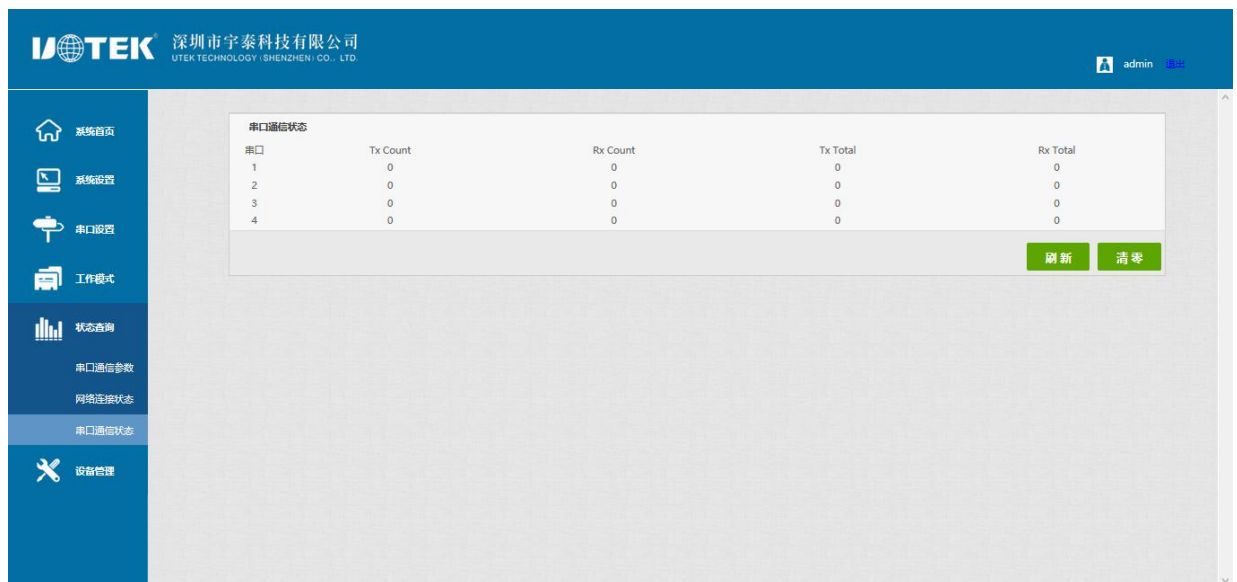 UOTEK 深圳市宇泰科技有限公司
UTEK TECHNOLOGY (SHENZHEN) CO., LTD.
admin 退出
系统首页
系统设置
串口设置
工作模式
状态查询
串口通信参数
网络连接状态
串口通信状态
设备管理
串口通信状态
串口 Tx Count Rx Count Tx Total Rx Total
1 0 0 0 0
2 0 0 0 0
3 0 0 0 0
4 0 0 0 0
刷新 清零